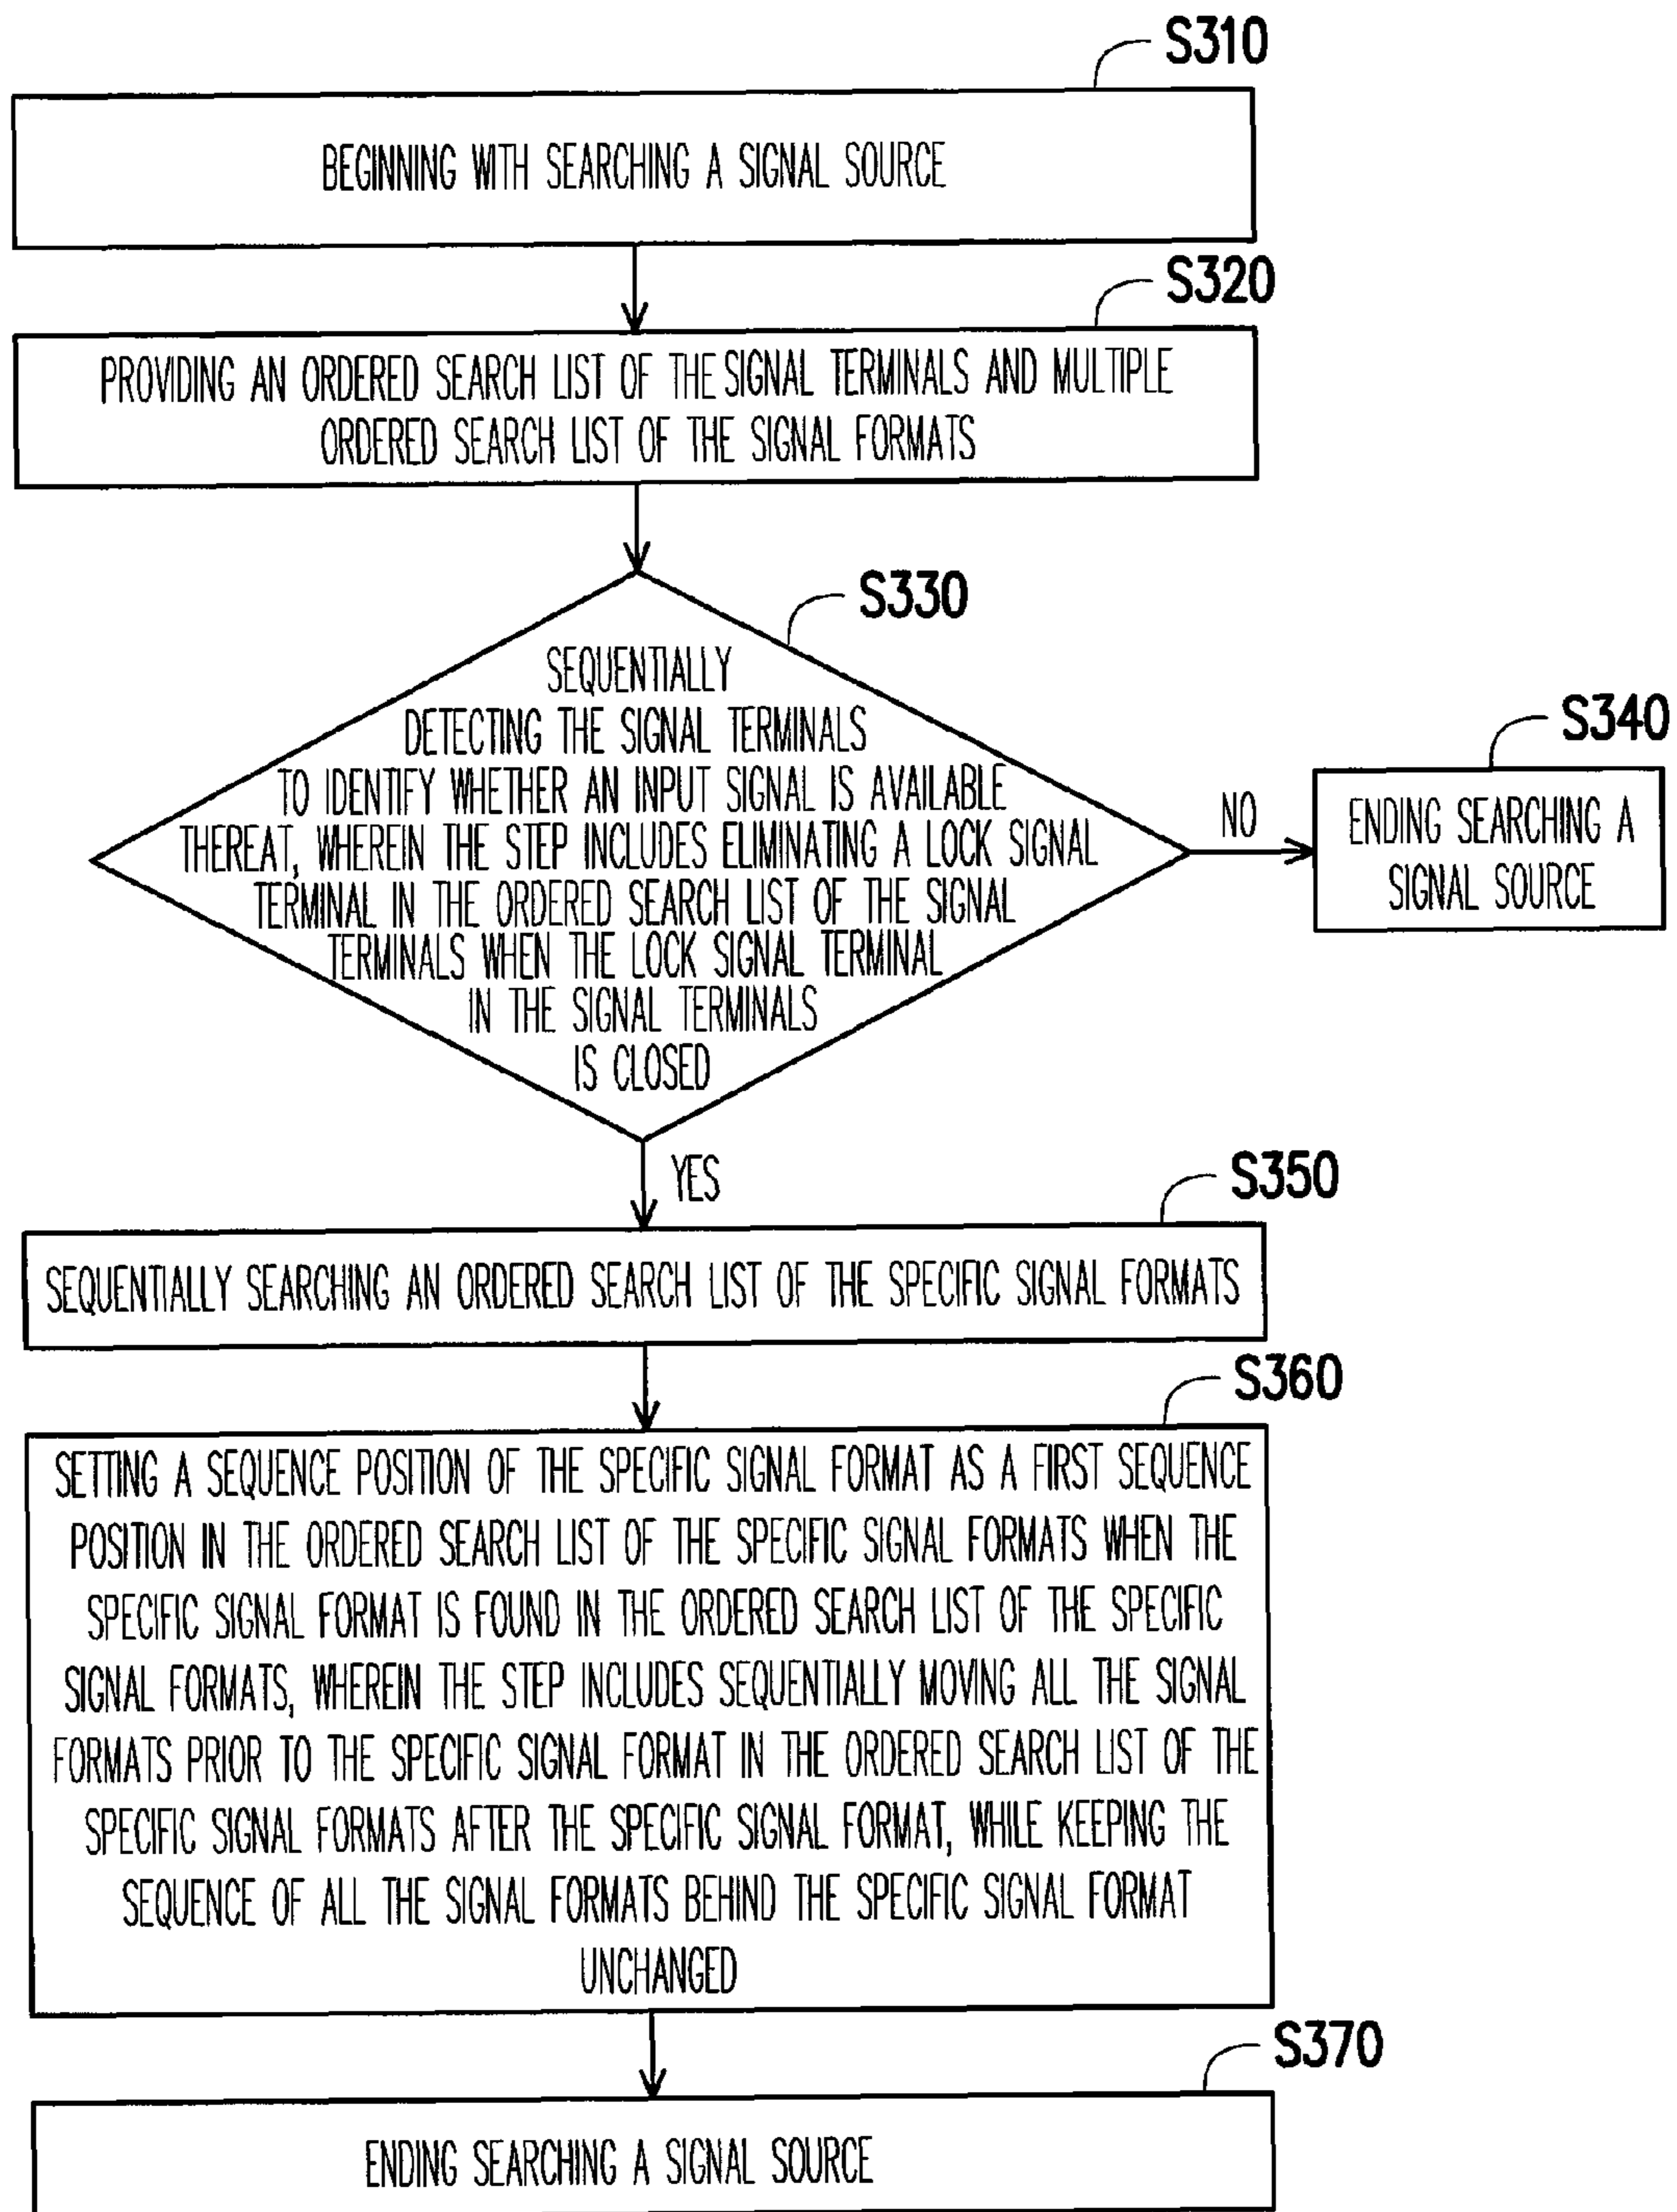 S310
BEGINNING WITH SEARCHING A SIGNAL SOURCE
S320
PROVIDING AN ORDERED SEARCH LIST OF THE SIGNAL TERMINALS AND MULTIPLE
ORDERED SEARCH LIST OF THE SIGNAL FORMATS
S330
SEQUENTIALLY
DETECTING THE SIGNAL TERMINALS
TO IDENTIFY WHETHER AN INPUT SIGNAL IS AVAILABLE
THEREAT, WHEREIN THE STEP INCLUDES ELIMINATING A LOCK SIGNAL
TERMINAL IN THE ORDERED SEARCH LIST OF THE SIGNAL
TERMINALS WHEN THE LOCK SIGNAL TERMINAL
IN THE SIGNAL TERMINALS
IS CLOSED
NO
S340
ENDING SEARCHING A
SIGNAL SOURCE
YES
S350
SEQUENTIALLY SEARCHING AN ORDERED SEARCH LIST OF THE SPECIFIC SIGNAL FORMATS
S360
SETTING A SEQUENCE POSITION OF THE SPECIFIC SIGNAL FORMAT AS A FIRST SEQUENCE
POSITION IN THE ORDERED SEARCH LIST OF THE SPECIFIC SIGNAL FORMATS WHEN THE
SPECIFIC SIGNAL FORMAT IS FOUND IN THE ORDERED SEARCH LIST OF THE SPECIFIC
SIGNAL FORMATS, WHEREIN THE STEP INCLUDES SEQUENTIALLY MOVING ALL THE SIGNAL
FORMATS PRIOR TO THE SPECIFIC SIGNAL FORMAT IN THE ORDERED SEARCH LIST OF THE
SPECIFIC SIGNAL FORMATS AFTER THE SPECIFIC SIGNAL FORMAT, WHILE KEEPING THE
SEQUENCE OF ALL THE SIGNAL FORMATS BEHIND THE SPECIFIC SIGNAL FORMAT
UNCHANGED
S370
ENDING SEARCHING A SIGNAL SOURCE